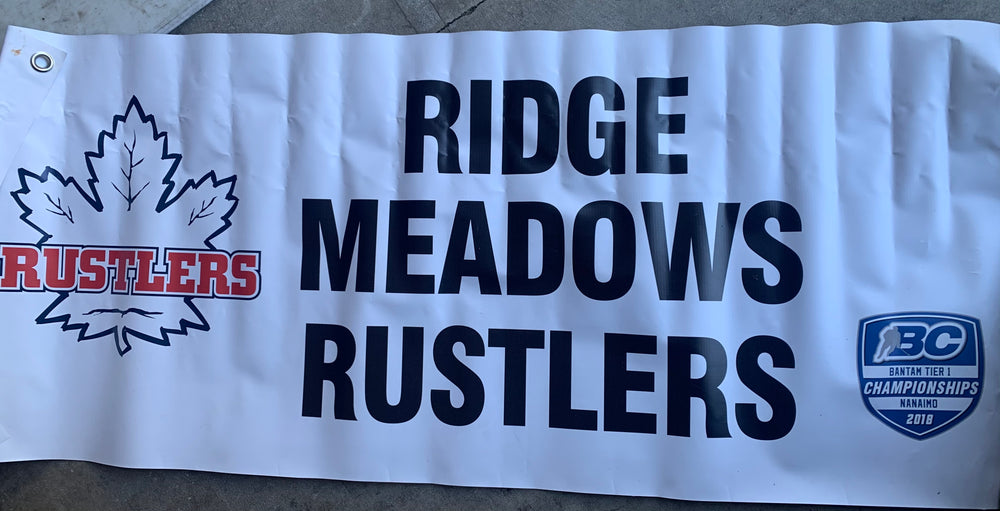 RUSTLERS
RIDGE
MEADOWS
RUSTLERS
BC
BANTAM TIER 1
CHAMPIONSHIPS
NANAIMO
2018